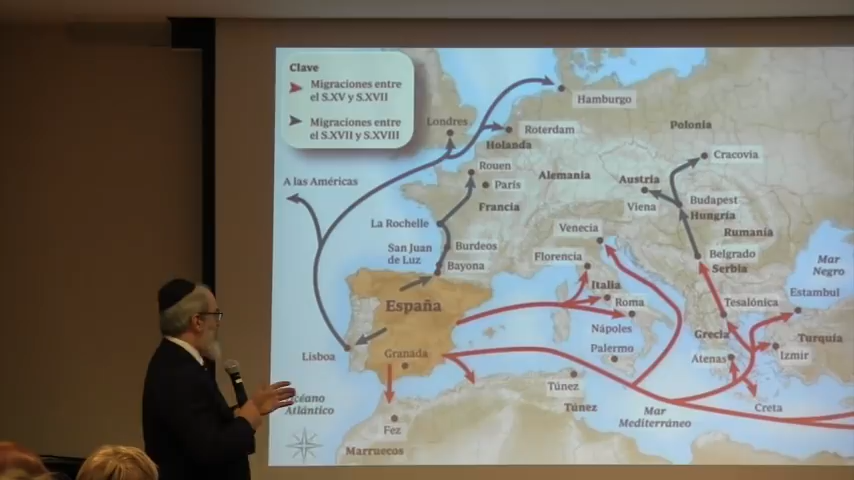 Clave
Migraciones entre
el S.XV y S.XVII
Migraciones entre
el S.XVII y S.XVIII
Hamburgo
Londres
Roterdam
Holanda
Polonia
Cracovia
Rouen
París
Alemania
Austria
A las Américas
Francia
Viena
Budapest
Hungría
La Rochelle
Venecia
Rumanía
San Juan
de Luz
Burdeos
Bayona
Florencia
Belgrado
Serbia
Mar
Negro
España
Italia
Roma
Tesalónica
Estambul
Nápoles
Grecia
Turquía
Lisboa
Granada
Palermo
Atenas
Izmir
Océano
Atlántico
Túnez
Túnez
Mar
Mediterráneo
Creta
Fez
Marruecos